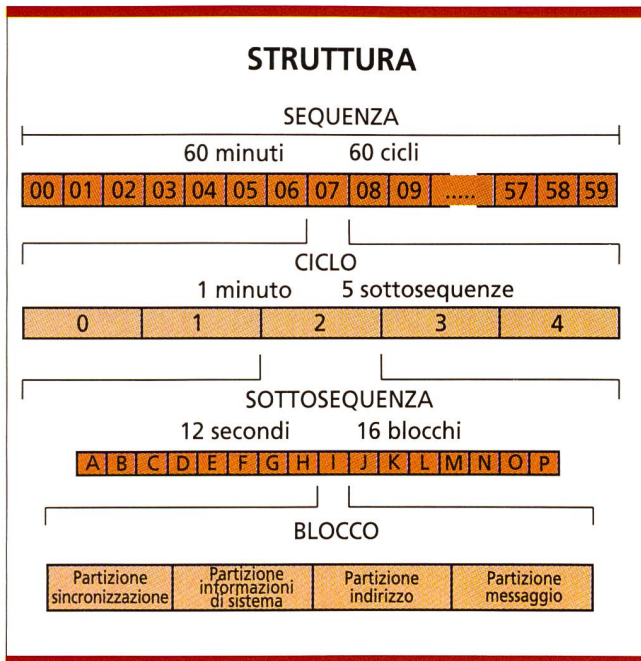 STRUTTURA
SEQUENZA
60 minuti 60 cicli
00 01 02 03 04 05 06 07 08 09 ..... 57 58 59
CICLO
1 minuto 5 sottosequenze
0 1 2 3 4
SOTTOSEQUENZA
12 secondi 16 blocchi
A B C D E F G H I J K L M N O P
BLOCCO
Partizione sincronizzazione
Partizione informazioni di sistema
Partizione indirizzo
Partizione messaggio